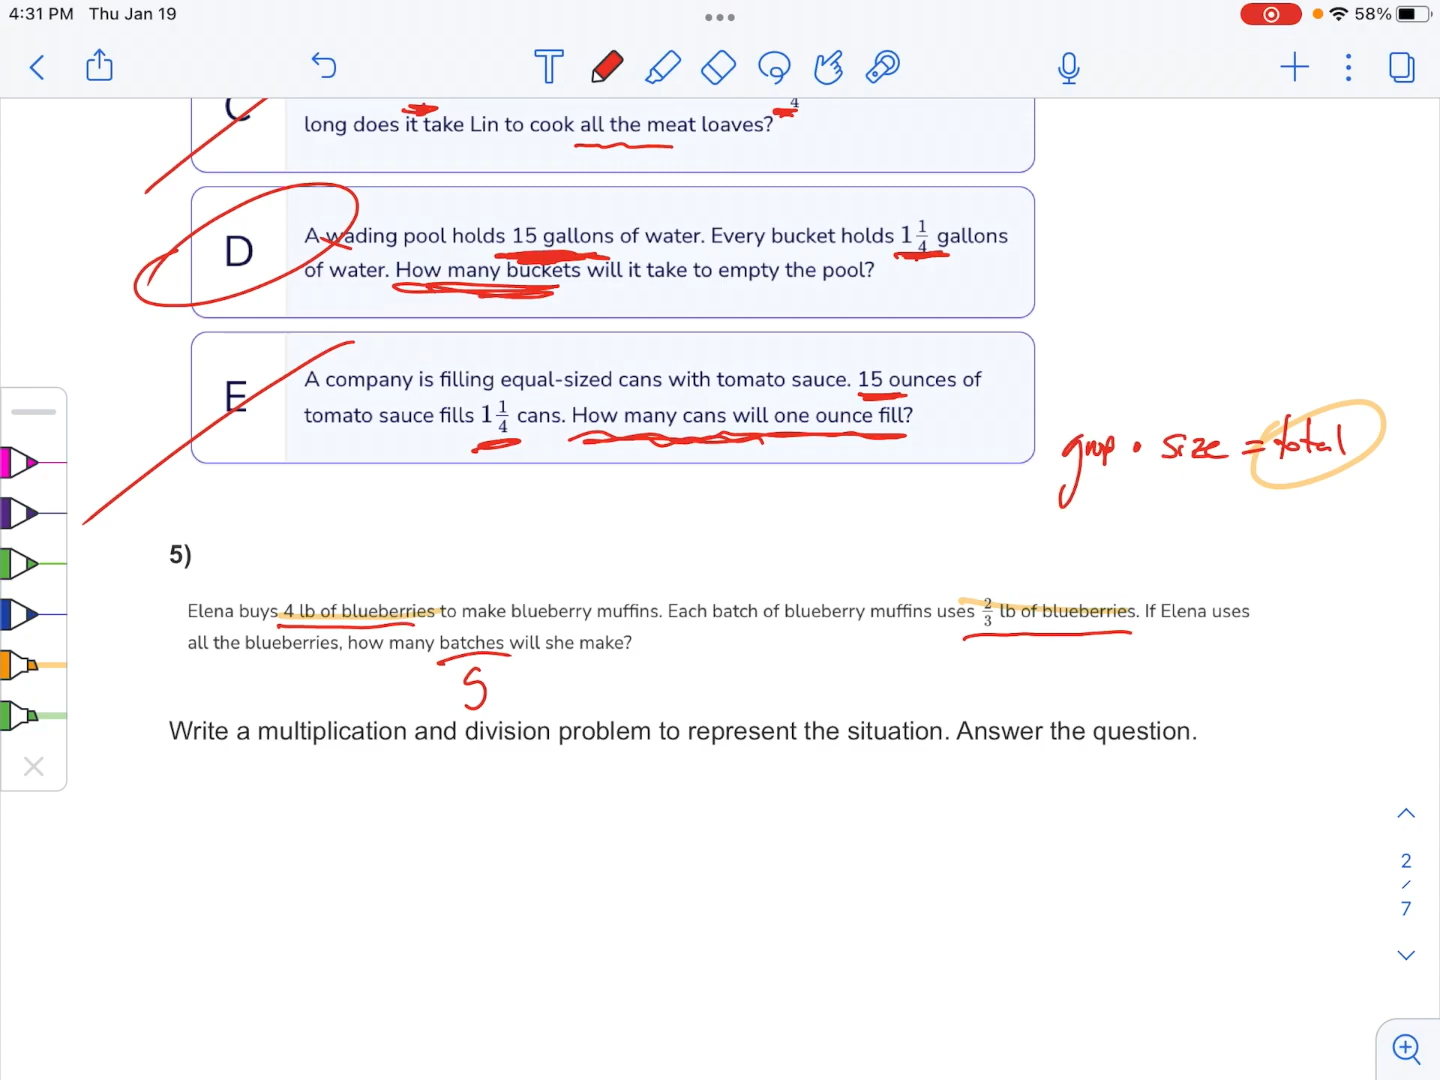 4:31 PM Thu Jan 19
58%
C
4
long does it take Lin to cook all the meat loaves?
D
A wading pool holds 15 gallons of water. Every bucket holds 1 1/4 gallons
of water. How many buckets will it take to empty the pool?
E
A company is filling equal-sized cans with tomato sauce. 15 ounces of
tomato sauce fills 1 1/4 cans. How many cans will one ounce fill?
group · size = total
5)
Elena buys 4 lb of blueberries to make blueberry muffins. Each batch of blueberry muffins uses 2/3 lb of blueberries. If Elena uses
all the blueberries, how many batches will she make?
S
Write a multiplication and division problem to represent the situation. Answer the question.
2
/
7